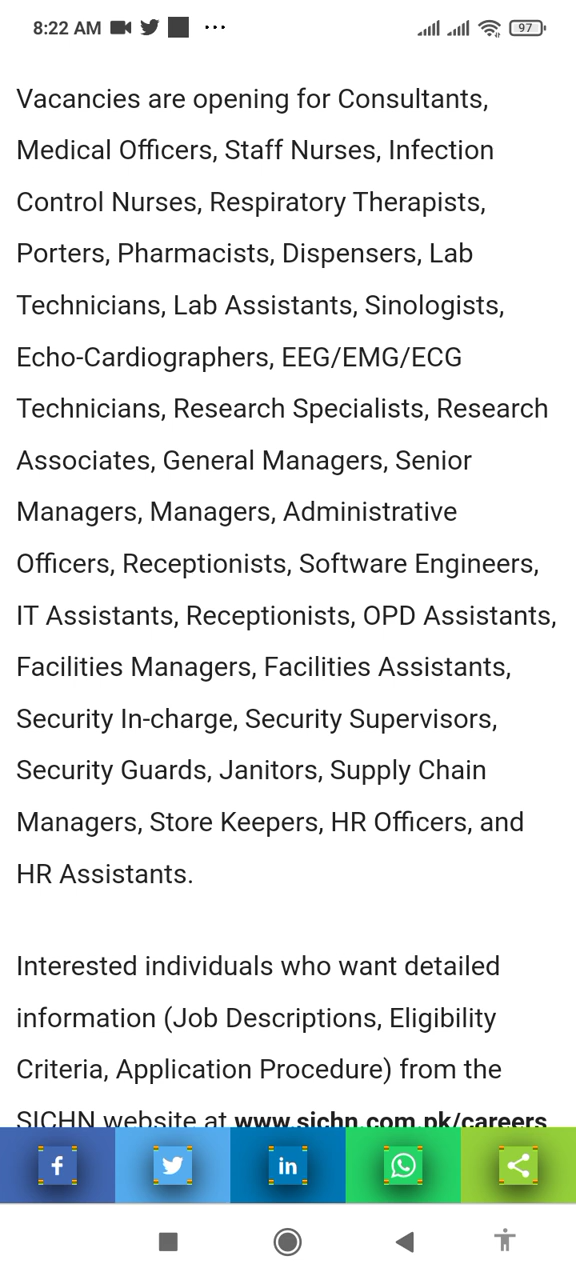 8:22 AM
97
Vacancies are opening for Consultants,
Medical Officers, Staff Nurses, Infection
Control Nurses, Respiratory Therapists,
Porters, Pharmacists, Dispensers, Lab
Technicians, Lab Assistants, Sinologists,
Echo-Cardiographers, EEG/EMG/ECG
Technicians, Research Specialists, Research
Associates, General Managers, Senior
Managers, Managers, Administrative
Officers, Receptionists, Software Engineers,
IT Assistants, Receptionists, OPD Assistants,
Facilities Managers, Facilities Assistants,
Security In-charge, Security Supervisors,
Security Guards, Janitors, Supply Chain
Managers, Store Keepers, HR Officers, and
HR Assistants.
Interested individuals who want detailed
information (Job Descriptions, Eligibility
Criteria, Application Procedure) from the
SICHN website at www.sichn.com.pk/careers